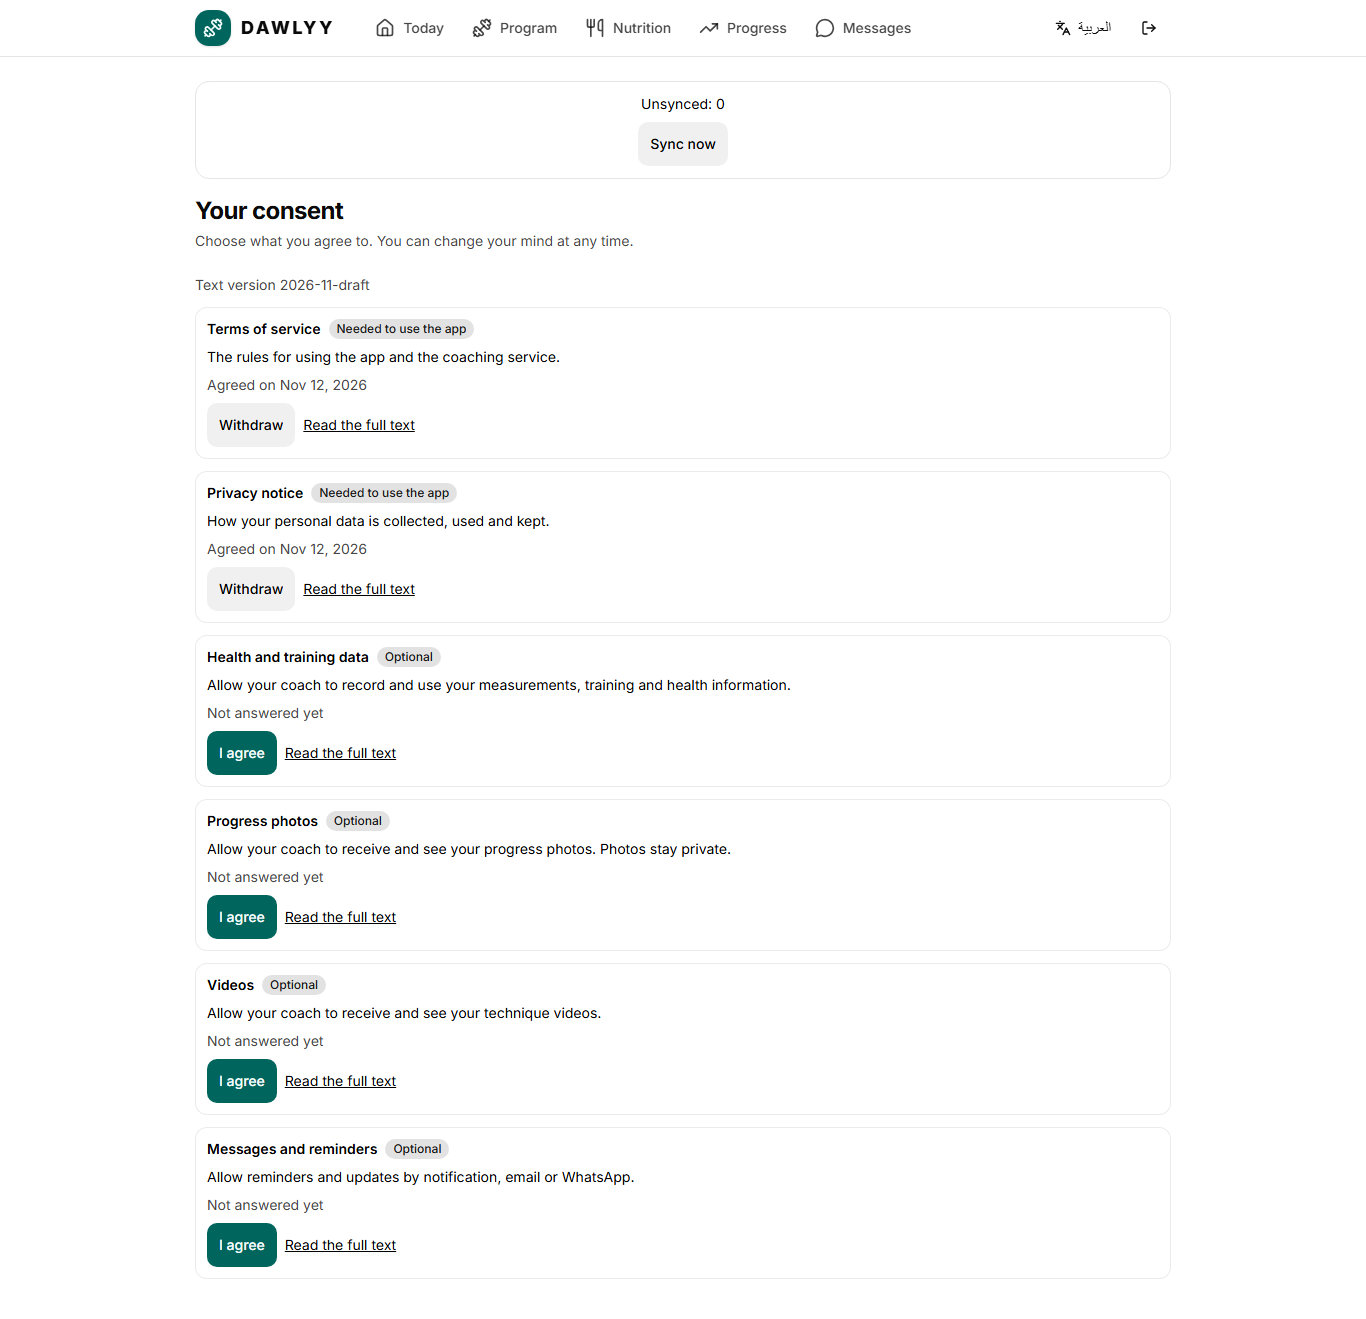 DAWLYY
Today
Program
Nutrition
Progress
Messages
العربية
Unsynced: 0
Sync now
Your consent
Choose what you agree to. You can change your mind at any time.
Text version 2026-11-draft
Terms of service Needed to use the app
The rules for using the app and the coaching service.
Agreed on Nov 12, 2026
Withdraw Read the full text
Privacy notice Needed to use the app
How your personal data is collected, used and kept.
Agreed on Nov 12, 2026
Withdraw Read the full text
Health and training data Optional
Allow your coach to record and use your measurements, training and health information.
Not answered yet
I agree Read the full text
Progress photos Optional
Allow your coach to receive and see your progress photos. Photos stay private.
Not answered yet
I agree Read the full text
Videos Optional
Allow your coach to receive and see your technique videos.
Not answered yet
I agree Read the full text
Messages and reminders Optional
Allow reminders and updates by notification, email or WhatsApp.
Not answered yet
I agree Read the full text